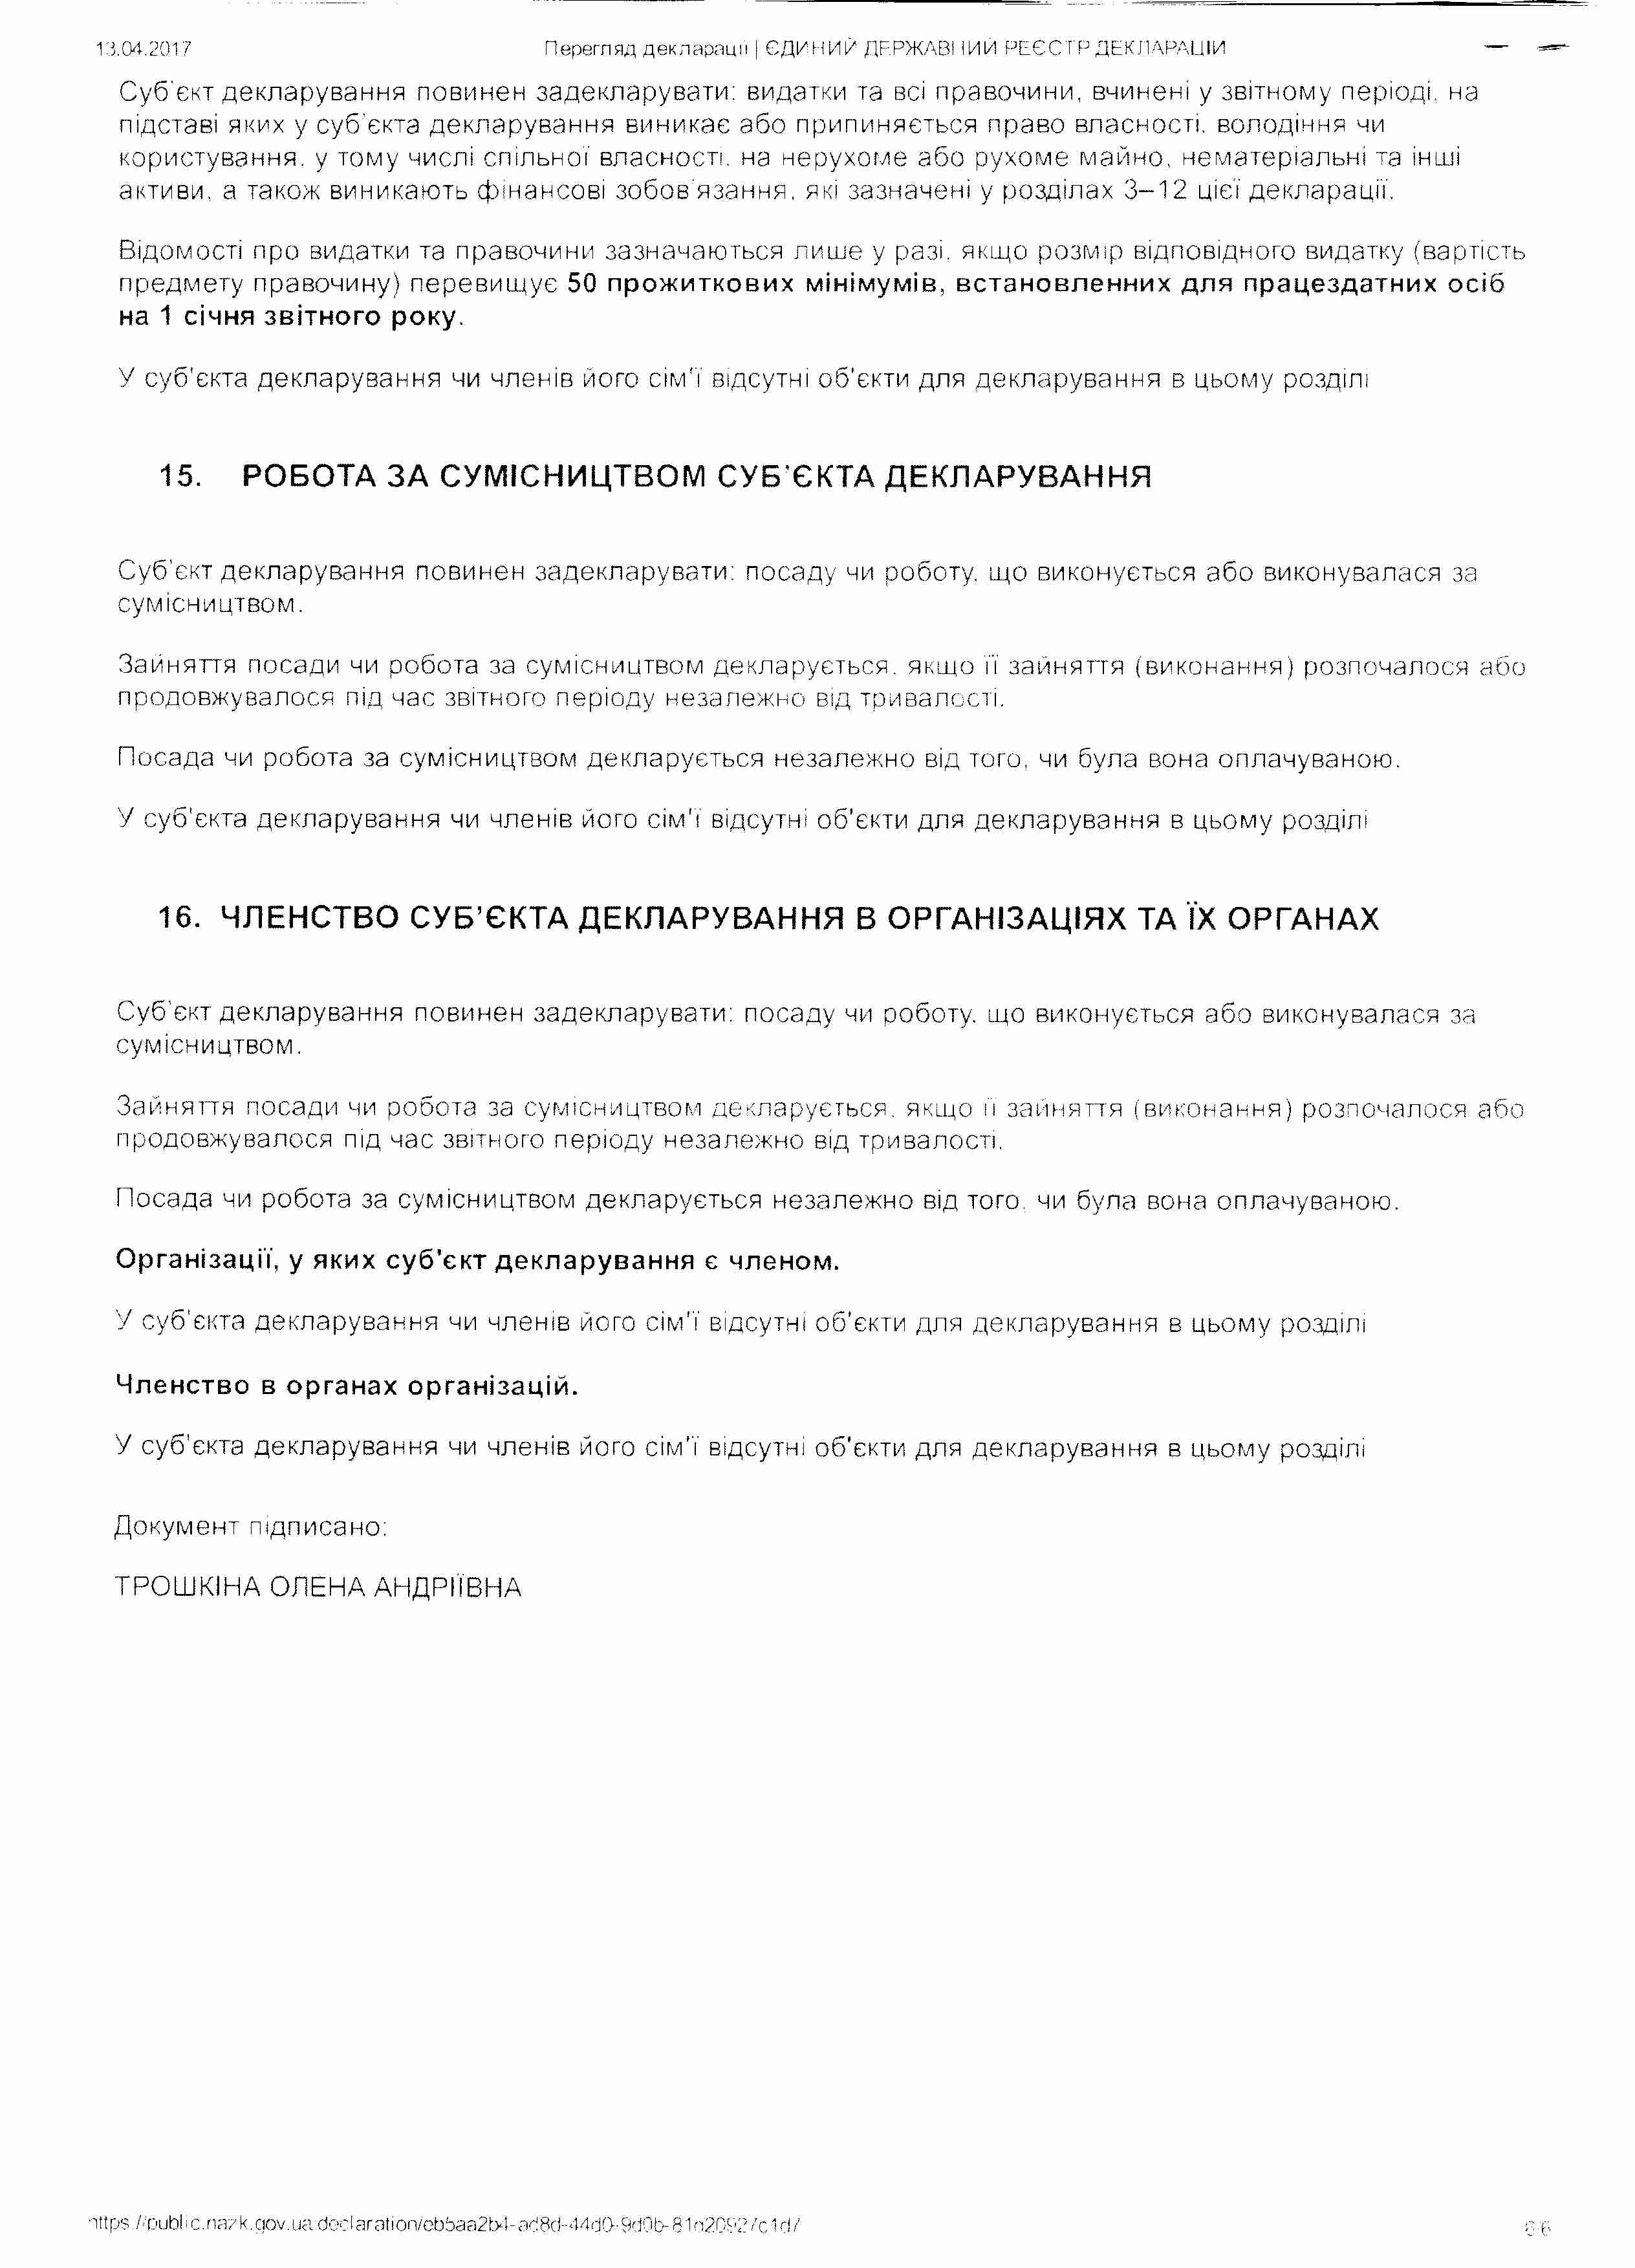 13.04.2017 Перегляд декларації | ЄДИНИЙ ДЕРЖАВНИЙ РЕЄСТР ДЕКЛАРАЦІЙ
Суб'єкт декларування повинен задекларувати: видатки та всі правочини, вчинені у звітному періоді, на
підставі яких у суб'єкта декларування виникає або припиняється право власності, володіння чи
користування, у тому числі спільної власності, на нерухоме або рухоме майно, нематеріальні та інші
активи, а також виникають фінансові зобов'язання, які зазначені у розділах 3–12 цієї декларації.
Відомості про видатки та правочини зазначаються лише у разі, якщо розмір відповідного видатку (вартість
предмету правочину) перевищує 50 прожиткових мінімумів, встановленних для працездатних осіб
на 1 січня звітного року.
У суб'єкта декларування чи членів його сім'ї відсутні об'єкти для декларування в цьому розділі
15. РОБОТА ЗА СУМІСНИЦТВОМ СУБ'ЄКТА ДЕКЛАРУВАННЯ
Суб'єкт декларування повинен задекларувати: посаду чи роботу, що виконується або виконувалася за
сумісництвом.
Зайняття посади чи робота за сумісництвом декларується, якщо її зайняття (виконання) розпочалося або
продовжувалося під час звітного періоду незалежно від тривалості.
Посада чи робота за сумісництвом декларується незалежно від того, чи була вона оплачуваною.
У суб'єкта декларування чи членів його сім'ї відсутні об'єкти для декларування в цьому розділі
16. ЧЛЕНСТВО СУБ'ЄКТА ДЕКЛАРУВАННЯ В ОРГАНІЗАЦІЯХ ТА ЇХ ОРГАНАХ
Суб'єкт декларування повинен задекларувати: посаду чи роботу, що виконується або виконувалася за
сумісництвом.
Зайняття посади чи робота за сумісництвом декларується, якщо її зайняття (виконання) розпочалося або
продовжувалося під час звітного періоду незалежно від тривалості.
Посада чи робота за сумісництвом декларується незалежно від того, чи була вона оплачуваною.
Організації, у яких суб'єкт декларування є членом.
У суб'єкта декларування чи членів його сім'ї відсутні об'єкти для декларування в цьому розділі
Членство в органах організацій.
У суб'єкта декларування чи членів його сім'ї відсутні об'єкти для декларування в цьому розділі
Документ підписано:
ТРОШКІНА ОЛЕНА АНДРІЇВНА